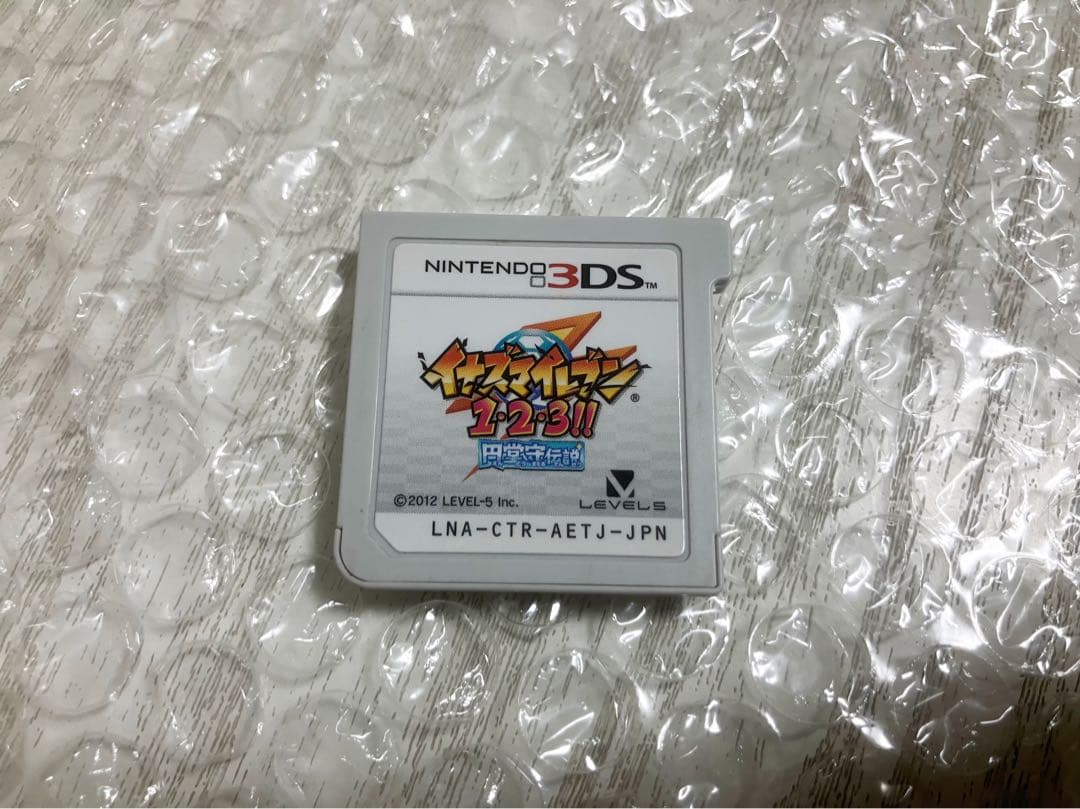 NINTENDO 3DS™
イナズマイレブン®
1・2・3!!
円堂守伝説
©2012 LEVEL-5 Inc.
LEVEL5
LNA-CTR-AETJ-JPN